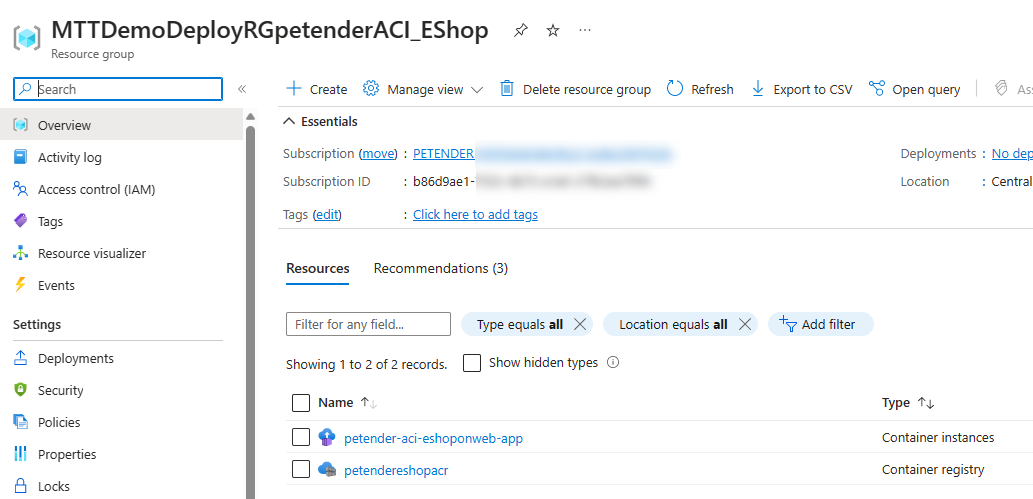 MTTDemoDeployRGpetenderACI_EShop
Resource group
Search
Create Manage view Delete resource group Refresh Export to CSV Open query
Overview
Activity log
Access control (IAM)
Tags
Resource visualizer
Events
Settings
Deployments
Security
Policies
Properties
Locks
Essentials
Subscription (move) : PETENDER
Deployments : No dep
Subscription ID : b86d9ae1-
Location : Central
Tags (edit) : Click here to add tags
Resources Recommendations (3)
Filter for any field... Type equals all Location equals all Add filter
Showing 1 to 2 of 2 records. Show hidden types
Name Type
petender-aci-eshoponweb-app Container instances
petendereshopacr Container registry